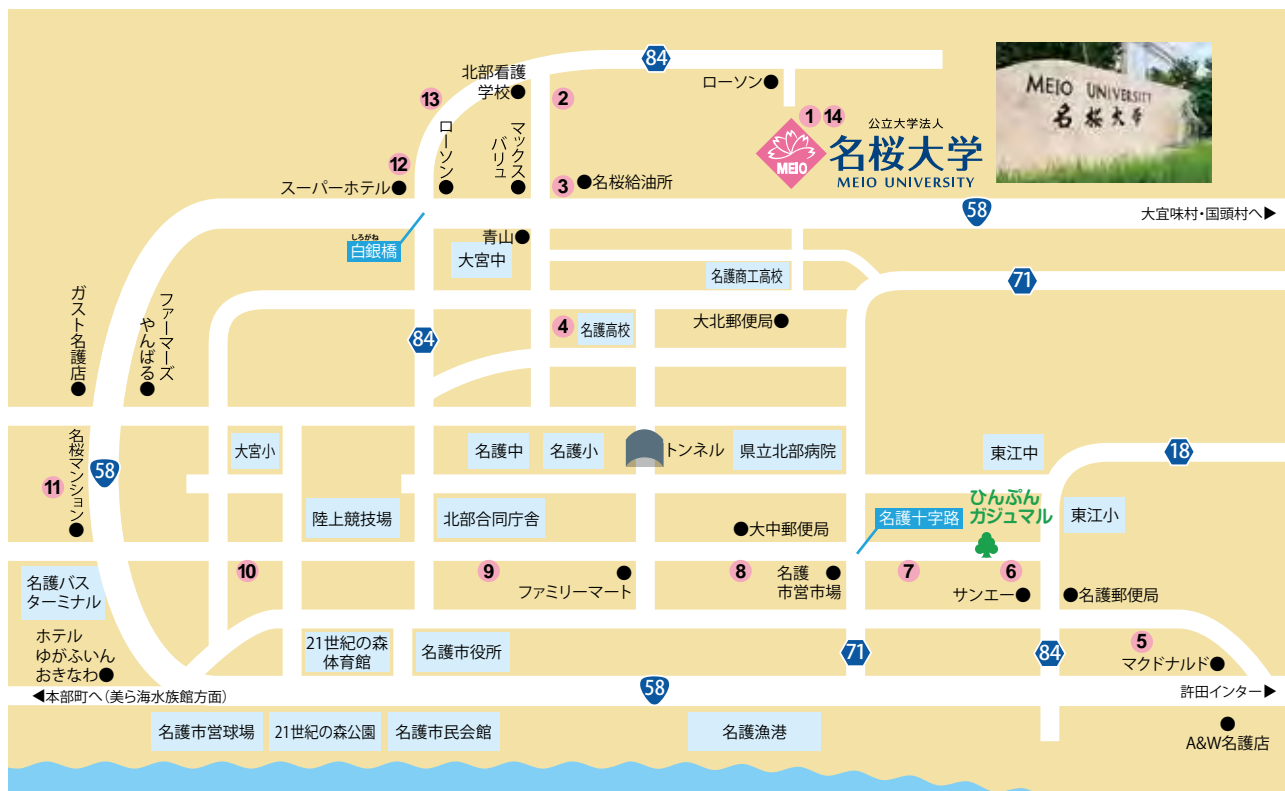 84
北部看護
学校
2
ローソン
13
ローソン
マックス
バリュ
1
14
公立大学法人
名桜大学
MEIO UNIVERSITY
MEIO
MEIO UNIVERSITY
名桜大学
12
スーパーホテル
3
名桜給油所
58
大宜味村・国頭村へ▶
しろがね
白銀橋
青山
大宮中
名護商工高校
71
ガスト名護店
ファーマーズ
やんばる
84
4
名護高校
大北郵便局
名桜マンション
11
58
大宮小
名護中
名護小
トンネル
県立北部病院
東江中
18
陸上競技場
北部合同庁舎
大中郵便局
名護十字路
ひんぷん
ガジュマル
東江小
名護バス
ターミナル
10
9
ファミリーマート
8
名護
市営市場
7
6
サンエー
名護郵便局
ホテル
ゆがふいん
おきなわ
21世紀の森
体育館
名護市役所
71
84
5
マクドナルド
◀本部町へ（美ら海水族館方面）
58
許田インター▶
名護市営球場
21世紀の森公園
名護市民会館
名護漁港
A&W名護店